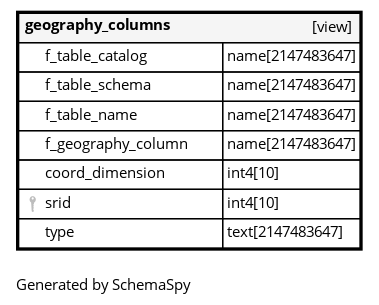 geography_columns [view]
f_table_catalog name[2147483647]
f_table_schema name[2147483647]
f_table_name name[2147483647]
f_geography_column name[2147483647]
coord_dimension int4[10]
srid int4[10]
type text[2147483647]
Generated by SchemaSpy